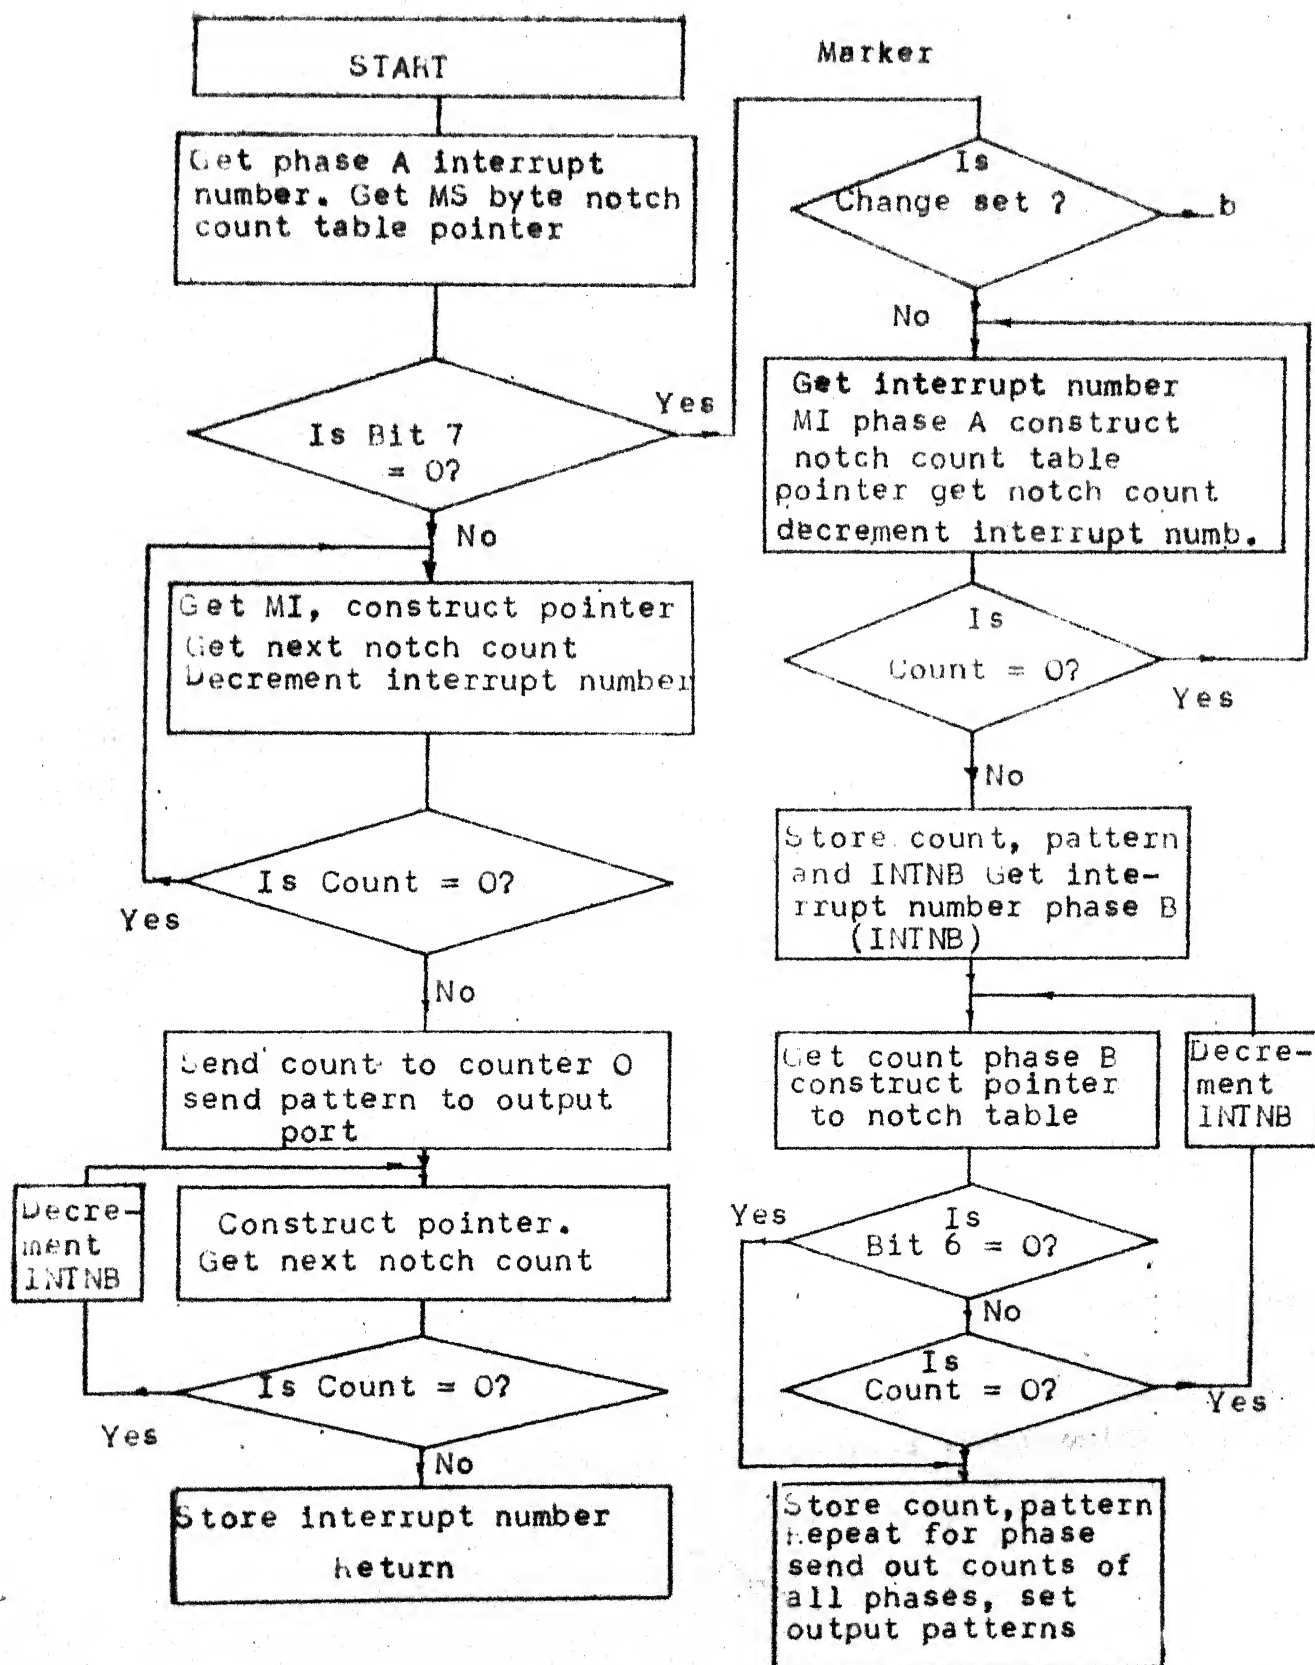 START
Get phase A interrupt
number. Get MS byte notch
count table pointer
Is Bit 7
= 0?
Yes
No
Get MI, construct pointer
Get next notch count
Decrement interrupt number
Is Count = 0?
Yes
No
Send count to counter 0
send pattern to output
port
Decre-
ment
INTNB
Construct pointer.
Get next notch count
Is Count = 0?
Yes
No
Store interrupt number
Return
Marker
Is
Change set ?
b
No
Get interrupt number
MI phase A construct
notch count table
pointer get notch count
decrement interrupt numb.
Is
Count = 0?
Yes
No
Store count, pattern
and INTNB Get inte-
rrupt number phase B
(INTNB)
Get count phase B
construct pointer
to notch table
Decre-
ment
INTNB
Yes
Is
Bit 6 = 0?
No
Is
Count = 0?
Yes
Store count,pattern
Repeat for phase
send out counts of
all phases, set
output patterns